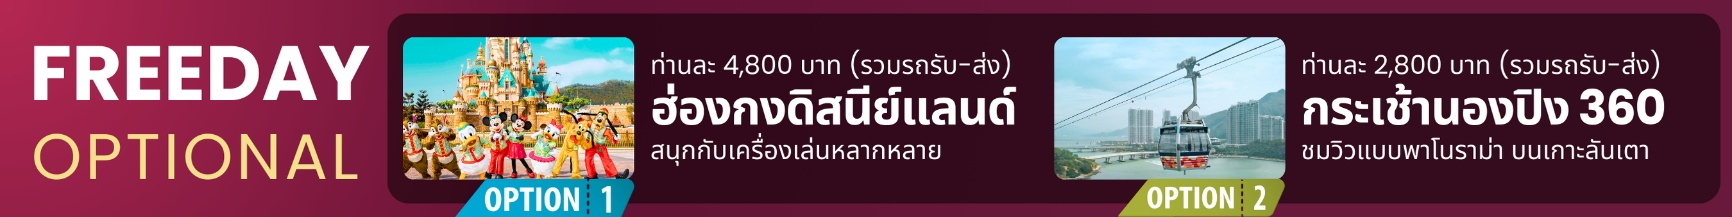 FREEDAY
OPTIONAL
ท่านละ 4,800 บาท (รวมรถรับ-ส่ง)
ฮ่องกงดิสนีย์แลนด์
สนุกกับเครื่องเล่นหลากหลาย
OPTION 1
ท่านละ 2,800 บาท (รวมรถรับ-ส่ง)
กระเช้านองปิง 360
ชมวิวแบบพาโนราม่า บนเกาะลันเตา
OPTION 2